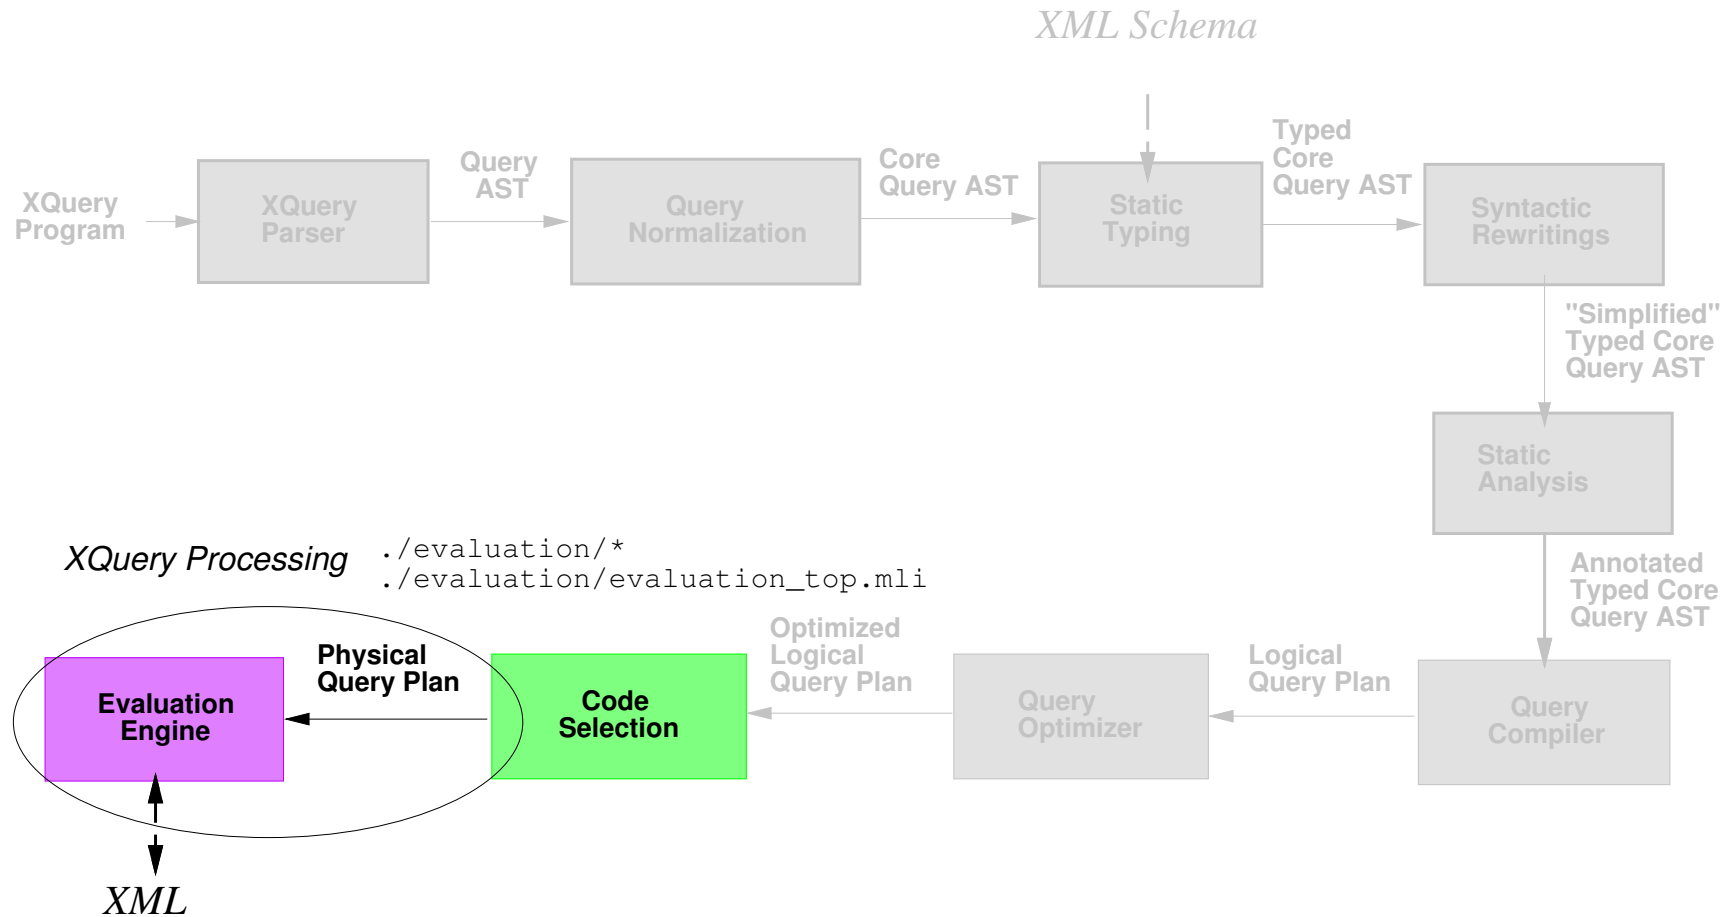 XML Schema
XQuery
Program
XQuery
Parser
Query
AST
Query
Normalization
Core
Query AST
Static
Typing
Typed
Core
Query AST
Syntactic
Rewritings
"Simplified"
Typed Core
Query AST
Static
Analysis
Annotated
Typed Core
Query AST
Query
Compiler
Logical
Query Plan
Query
Optimizer
Optimized
Logical
Query Plan
Code
Selection
Physical
Query Plan
Evaluation
Engine
XQuery Processing
./evaluation/*
./evaluation/evaluation_top.mli
XML